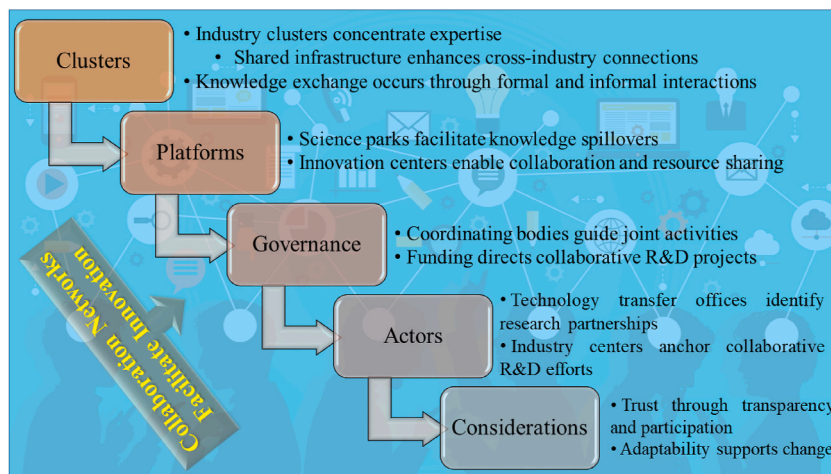 Clusters
• Industry clusters concentrate expertise
• Shared infrastructure enhances cross-industry connections
• Knowledge exchange occurs through formal and informal interactions
Platforms
• Science parks facilitate knowledge spillovers
• Innovation centers enable collaboration and resource sharing
Governance
• Coordinating bodies guide joint activities
• Funding directs collaborative R&D projects
Actors
• Technology transfer offices identify
research partnerships
• Industry centers anchor collaborative
R&D efforts
Considerations
• Trust through transparency
and participation
• Adaptability supports change
Collaboration Networks
Facilitate Innovation